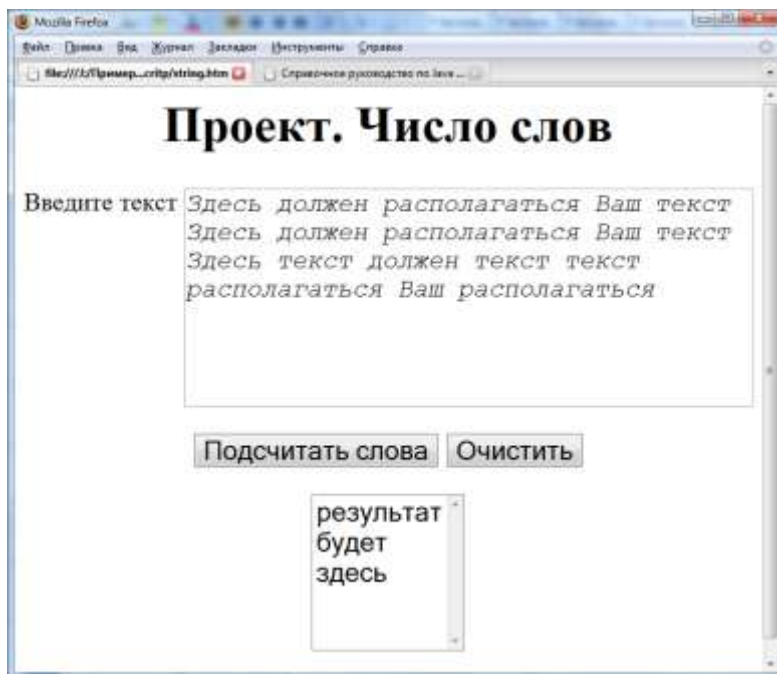 Mozilla Firefox
Файл Правка Вид Журнал Закладки Инструменты Справка
Справочное руководство по Java ...
Проект. Число слов
Введите текст
Здесь должен располагаться Ваш текст
Здесь должен располагаться Ваш текст
Здесь текст должен текст текст
располагаться Ваш располагаться
Подсчитать слова Очистить
результат
будет
здесь